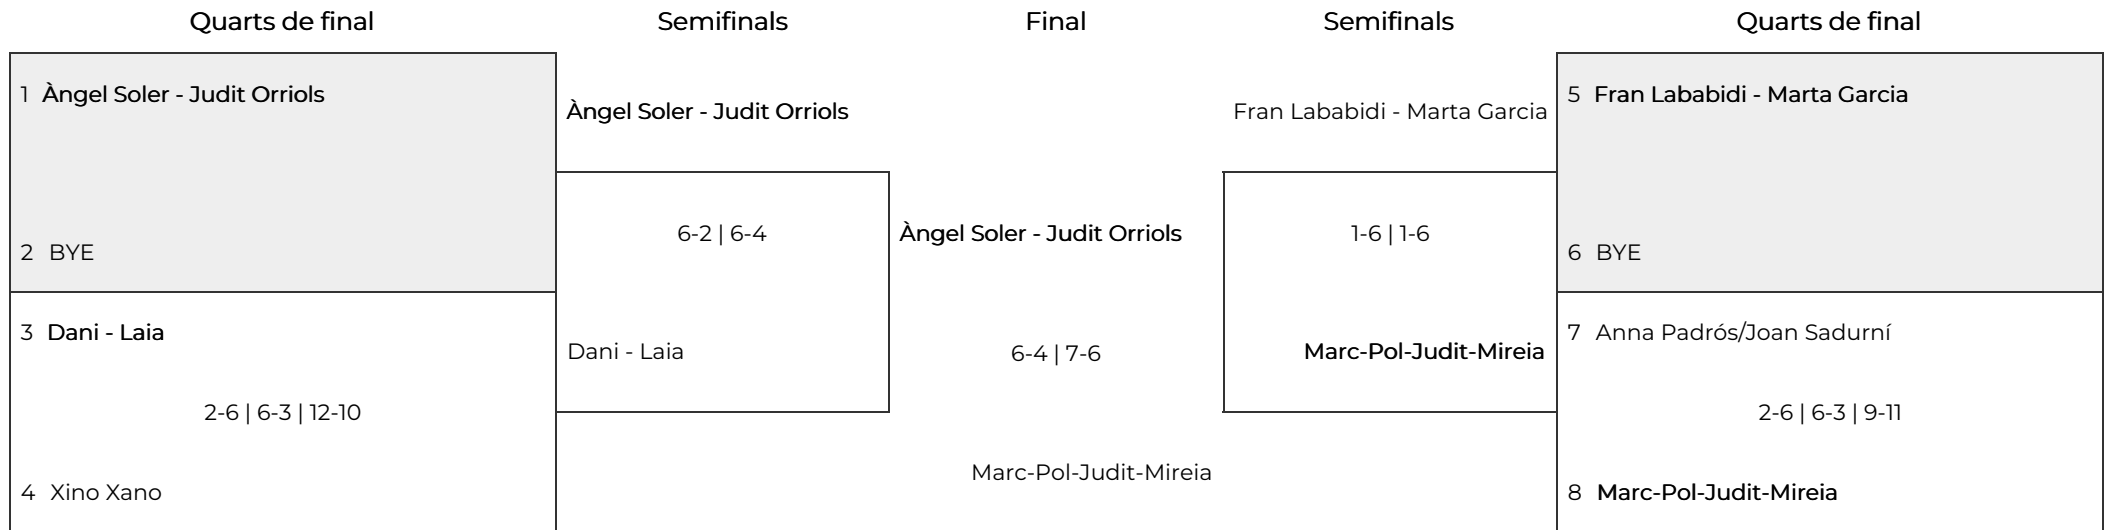 Quarts de final
Semifinals
Final
Semifinals
Quarts de final
1 Àngel Soler - Judit Orriols
2 BYE
3 Dani - Laia
2-6 | 6-3 | 12-10
4 Xino Xano
Àngel Soler - Judit Orriols
6-2 | 6-4
Dani - Laia
Àngel Soler - Judit Orriols
6-4 | 7-6
Marc-Pol-Judit-Mireia
Fran Lababidi - Marta Garcia
1-6 | 1-6
Marc-Pol-Judit-Mireia
5 Fran Lababidi - Marta Garcia
6 BYE
7 Anna Padrós/Joan Sadurní
2-6 | 6-3 | 9-11
8 Marc-Pol-Judit-Mireia